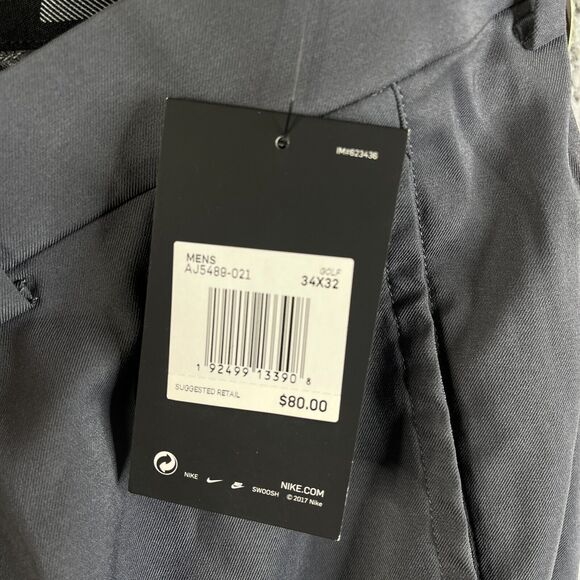 IM#623436
MENS
AJ5489-021
GOLF
34X32
1 92499 13390 8
SUGGESTED RETAIL
$80.00
NIKE SWOOSH
NIKE.COM
© 2017 Nike